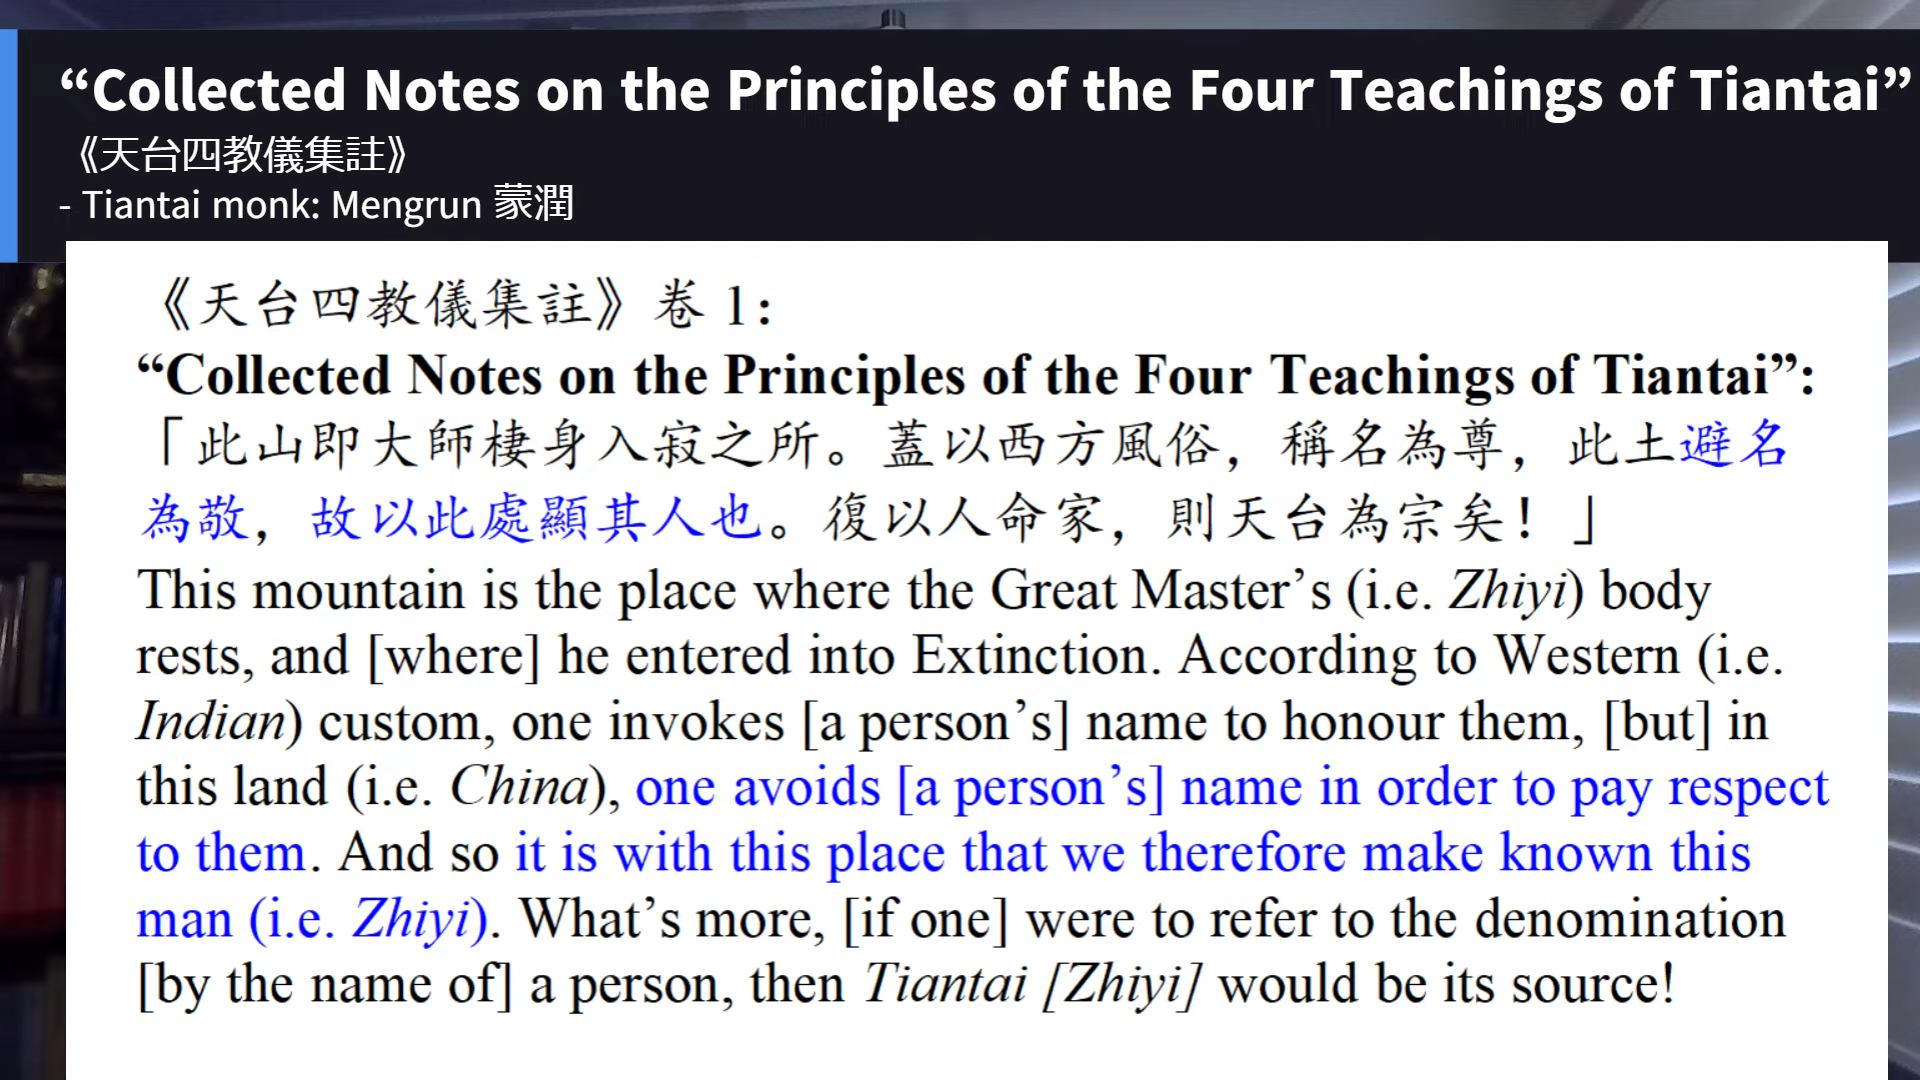 “Collected Notes on the Principles of the Four Teachings of Tiantai”
《天台四教儀集註》
- Tiantai monk: Mengrun 蒙潤
《天台四教儀集註》卷 1：
“Collected Notes on the Principles of the Four Teachings of Tiantai”:
「此山即大師棲身入寂之所。蓋以西方風俗，稱名為尊，此土避名
為敬，故以此處顯其人也。復以人命家，則天台為宗矣！」
This mountain is the place where the Great Master’s (i.e. Zhiyi) body
rests, and [where] he entered into Extinction. According to Western (i.e.
Indian) custom, one invokes [a person’s] name to honour them, [but] in
this land (i.e. China), one avoids [a person’s] name in order to pay respect
to them. And so it is with this place that we therefore make known this
man (i.e. Zhiyi). What’s more, [if one] were to refer to the denomination
[by the name of] a person, then Tiantai [Zhiyi] would be its source!